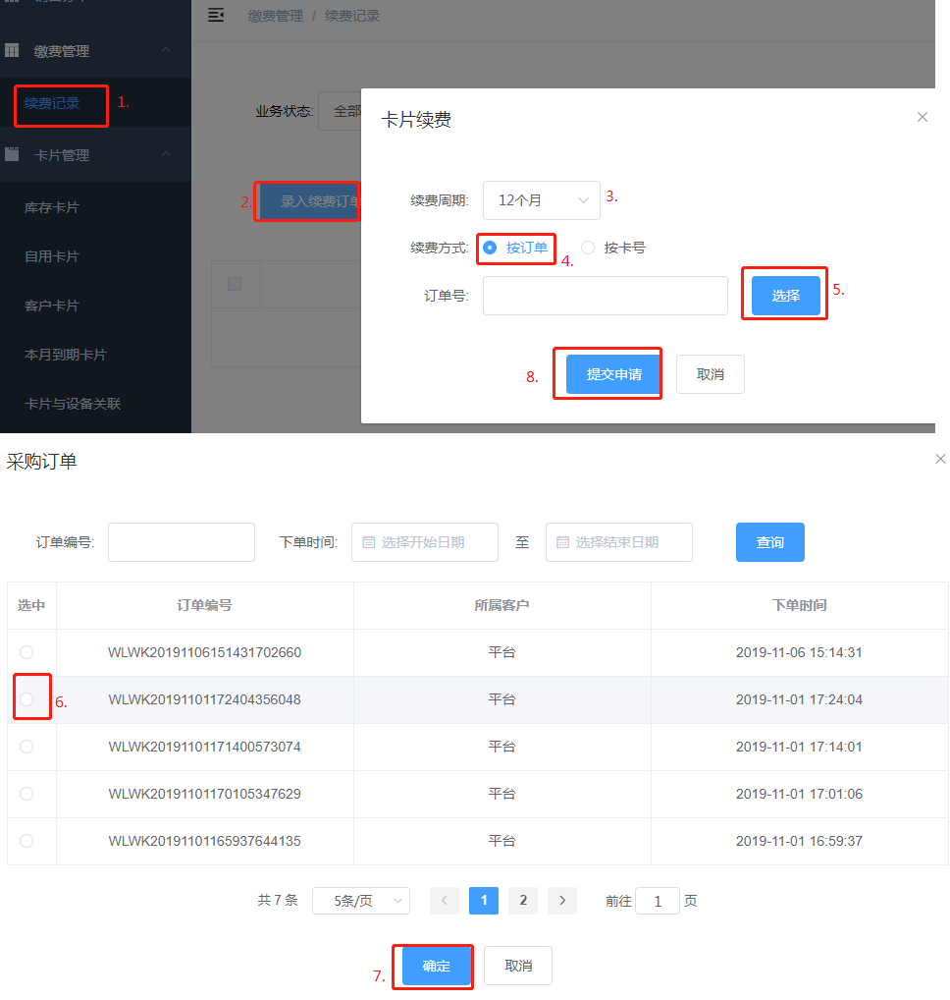 缴费管理 / 续费记录
缴费管理
续费记录 1.
卡片管理
库存卡片
自用卡片
客户卡片
本月到期卡片
卡片与设备关联
业务状态: 全部
2. 录入续费订单
卡片续费
续费周期: 12个月 3.
续费方式: 按订单 4. 按卡号
订单号: 选择 5.
8. 提交申请 取消
采购订单
订单编号: 下单时间: 选择开始日期 至 选择结束日期 查询
选中 订单编号 所属客户 下单时间
WLWK20191106151431702660 平台 2019-11-06 15:14:31
6. WLWK20191101172404356048 平台 2019-11-01 17:24:04
WLWK20191101171400573074 平台 2019-11-01 17:14:01
WLWK20191101170105347629 平台 2019-11-01 17:01:06
WLWK20191101165937644135 平台 2019-11-01 16:59:37
共 7 条 5条/页 1 2 前往 1 页
7. 确定 取消